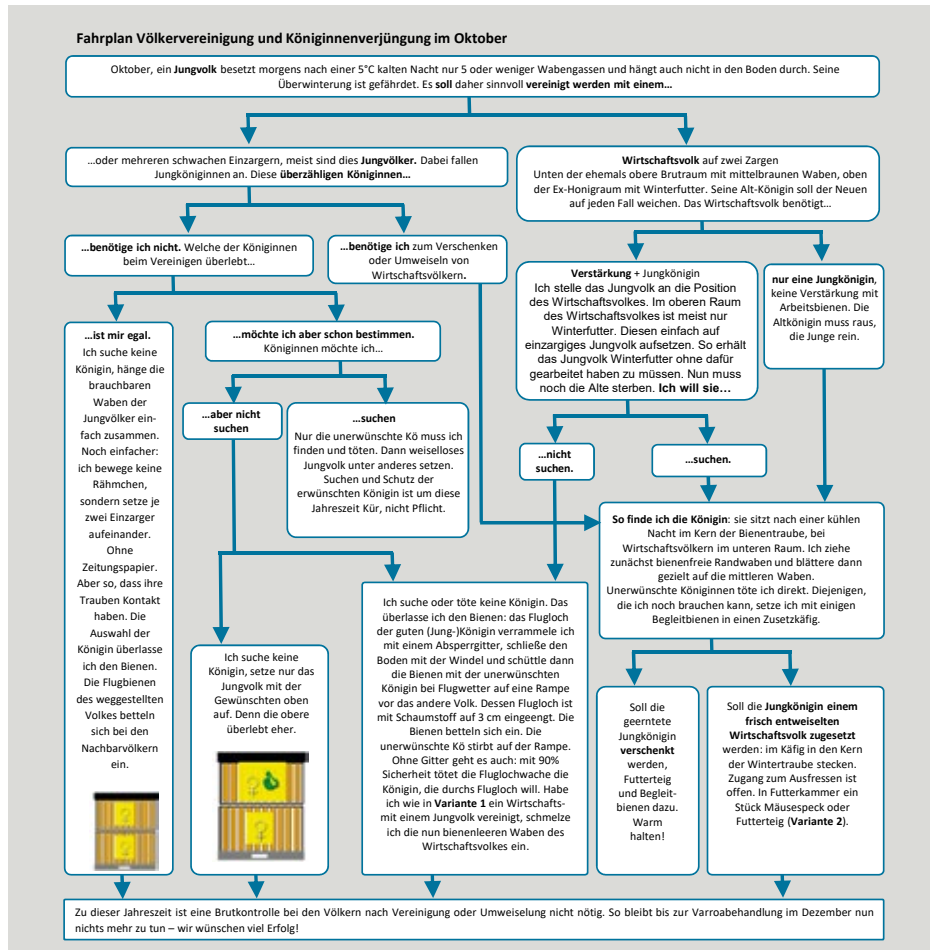 Fahrplan Völkervereinigung und Königinnenverjüngung im Oktober
Oktober, ein Jungvolk besetzt morgens nach einer 5°C kalten Nacht nur 5 oder weniger Wabengassen und hängt auch nicht in den Boden durch. Seine
Überwinterung ist gefährdet. Es soll daher sinnvoll vereinigt werden mit einem…
…oder mehreren schwachen Einzargern, meist sind dies Jungvölker. Dabei fallen
Jungköniginnen an. Diese überzähligen Königinnen…
Wirtschaftsvolk auf zwei Zargen
Unten der ehemals obere Brutraum mit mittelbraunen Waben, oben
der Ex-Honigraum mit Winterfutter. Seine Alt-Königin soll der Neuen
auf jeden Fall weichen. Das Wirtschaftsvolk benötigt…
…benötige ich nicht. Welche der Königinnen
beim Vereinigen überlebt…
…benötige ich zum Verschenken
oder Umweiseln von
Wirtschaftsvölkern.
Verstärkung + Jungkönigin
Ich stelle das Jungvolk an die Position
des Wirtschaftsvolkes. Im oberen Raum
des Wirtschaftsvolkes ist meist nur
Winterfutter. Diesen einfach auf
einzargiges Jungvolk aufsetzen. So erhält
das Jungvolk Winterfutter ohne dafür
gearbeitet haben zu müssen. Nun muss
noch die Alte sterben. Ich will sie…
nur eine Jungkönigin,
keine Verstärkung mit
Arbeitsbienen. Die
Altkönigin muss raus,
die Junge rein.
…ist mir egal.
Ich suche keine
Königin, hänge die
brauchbaren
Waben der
Jungvölker ein-
fach zusammen.
Noch einfacher:
ich bewege keine
Rähmchen,
sondern setze je
zwei Einzarger
aufeinander.
Ohne
Zeitungspapier.
Aber so, dass ihre
Trauben Kontakt
haben. Die
Auswahl der
Königin überlasse
ich den Bienen.
Die Flugbienen
des weggestellten
Volkes betteln
sich bei den
Nachbarvölkern
ein.
…möchte ich aber schon bestimmen.
Königinnen möchte ich…
…aber nicht
suchen
…suchen
Nur die unerwünschte Kö muss ich
finden und töten. Dann weiselloses
Jungvolk unter anderes setzen.
Suchen und Schutz der
erwünschten Königin ist um diese
Jahreszeit Kür, nicht Pflicht.
…nicht
suchen.
…suchen.
So finde ich die Königin: sie sitzt nach einer kühlen
Nacht im Kern der Bienentraube, bei
Wirtschaftsvölkern im unteren Raum. Ich ziehe
zunächst bienenfreie Randwaben und blättere dann
gezielt auf die mittleren Waben.
Unerwünschte Königinnen töte ich direkt. Diejenigen,
die ich noch brauchen kann, setze ich mit einigen
Begleitbienen in einen Zusetzkäfig.
Ich suche keine
Königin, setze nur das
Jungvolk mit der
Gewünschten oben
auf. Denn die obere
überlebt eher.
Ich suche oder töte keine Königin. Das
überlasse ich den Bienen: das Flugloch
der guten (Jung-)Königin verrammele ich
mit einem Absperrgitter, schließe den
Boden mit der Windel und schüttle dann
die Bienen mit der unerwünschten
Königin bei Flugwetter auf eine Rampe
vor das andere Volk. Dessen Flugloch ist
mit Schaumstoff auf 3 cm eingeengt. Die
Bienen betteln sich ein. Die
unerwünschte Kö stirbt auf der Rampe.
Ohne Gitter geht es auch: mit 90%
Sicherheit tötet die Fluglochwache die
Königin, die durchs Flugloch will. Habe
ich wie in Variante 1 ein Wirtschafts-
mit einem Jungvolk vereinigt, schmelze
ich die nun bienenleeren Waben des
Wirtschaftsvolkes ein.
Soll die
geerntete
Jungkönigin
verschenkt
werden,
Futterteig
und Begleit-
bienen dazu.
Warm
halten!
Soll die Jungkönigin einem
frisch entweiselten
Wirtschaftsvolk zugesetzt
werden: im Käfig in den Kern
der Wintertraube stecken.
Zugang zum Ausfressen ist
offen. In Futterkammer ein
Stück Mäusespeck oder
Futterteig (Variante 2).
Zu dieser Jahreszeit ist eine Brutkontrolle bei den Völkern nach Vereinigung oder Umweiselung nicht nötig. So bleibt bis zur Varroabehandlung im Dezember nun
nichts mehr zu tun – wir wünschen viel Erfolg!